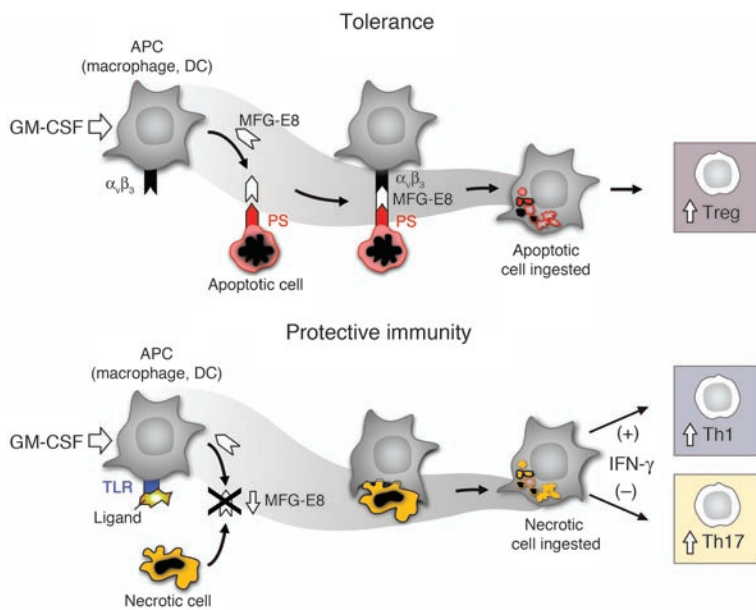 Tolerance
APC
(macrophage, DC)
GM-CSF
MFG-E8
αvβ3
PS
Apoptotic cell
αvβ3
MFG-E8
PS
Apoptotic
cell ingested
Treg
Protective immunity
APC
(macrophage, DC)
GM-CSF
TLR
Ligand
MFG-E8
Necrotic cell
Necrotic
cell ingested
(+)
IFN-γ
(–)
Th1
Th17